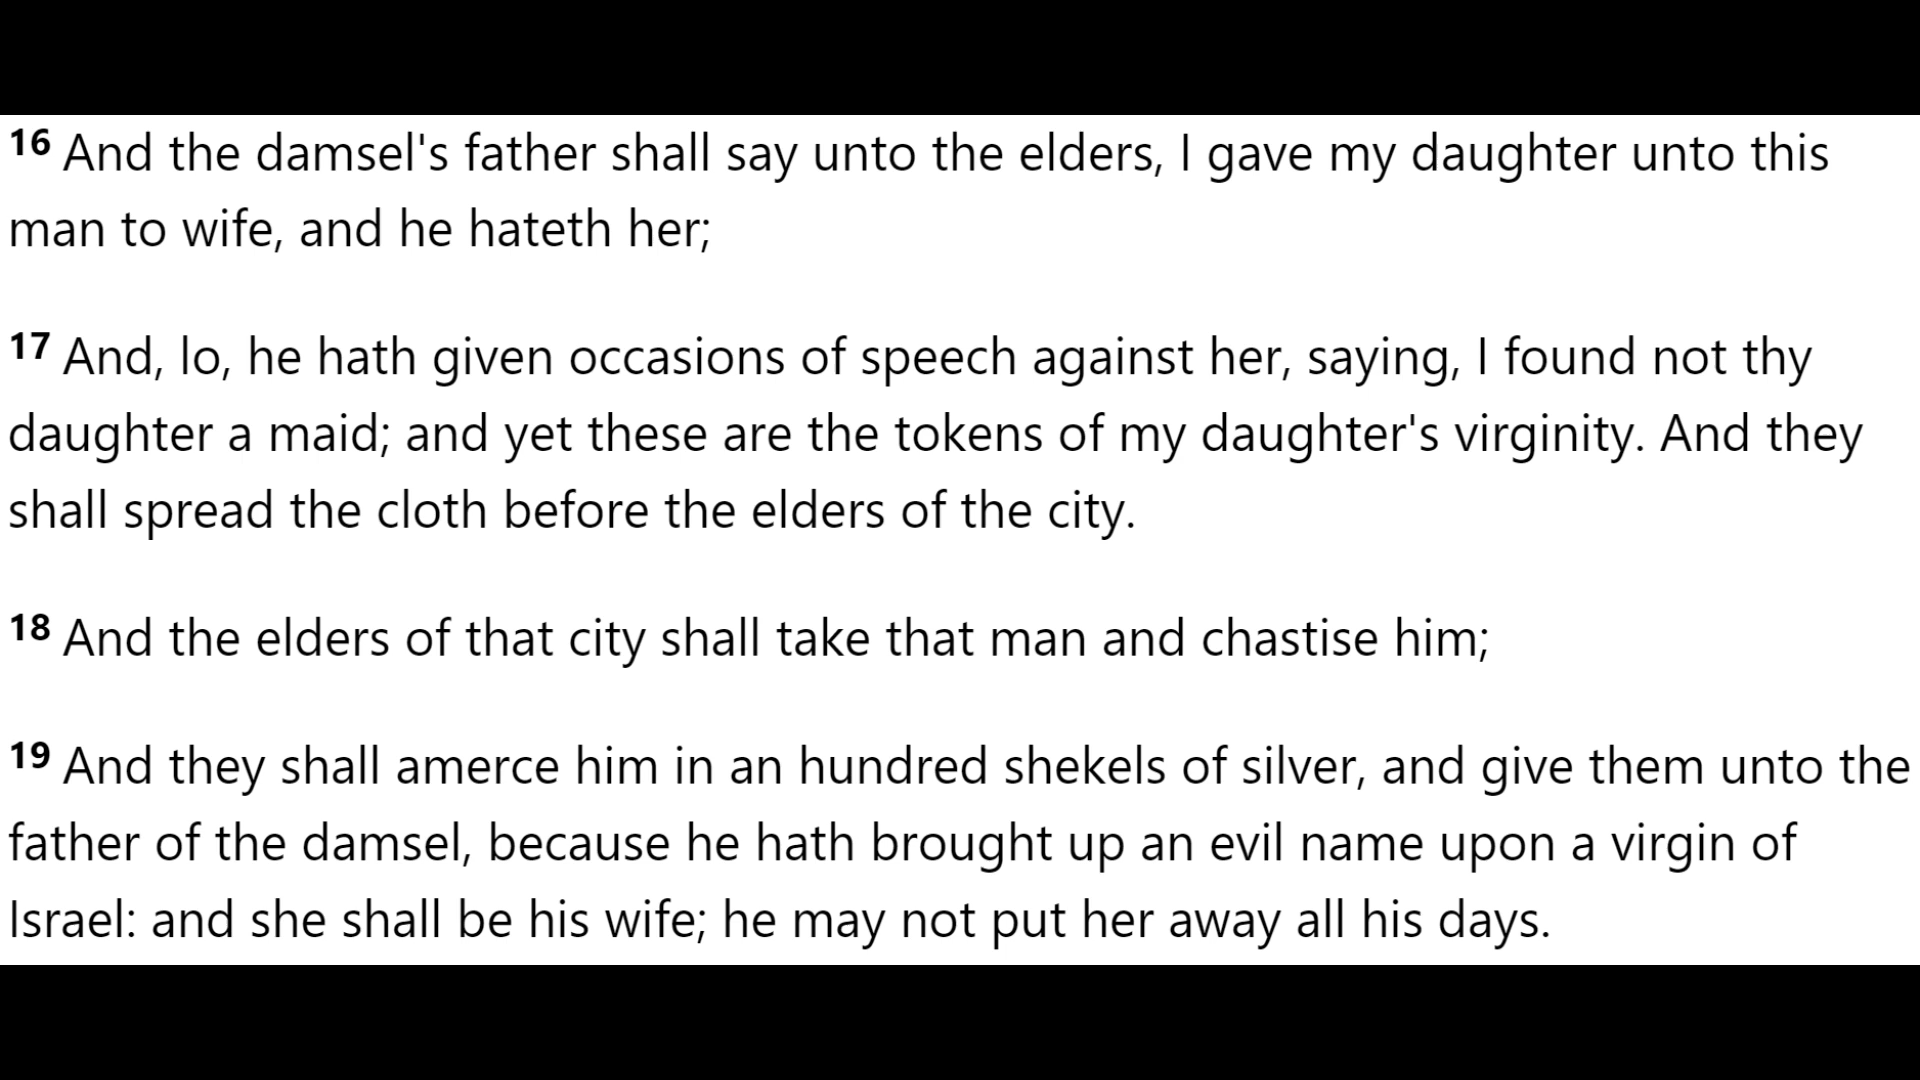 16 And the damsel's father shall say unto the elders, I gave my daughter unto this
man to wife, and he hateth her;
17 And, lo, he hath given occasions of speech against her, saying, I found not thy
daughter a maid; and yet these are the tokens of my daughter's virginity. And they
shall spread the cloth before the elders of the city.
18 And the elders of that city shall take that man and chastise him;
19 And they shall amerce him in an hundred shekels of silver, and give them unto the
father of the damsel, because he hath brought up an evil name upon a virgin of
Israel: and she shall be his wife; he may not put her away all his days.